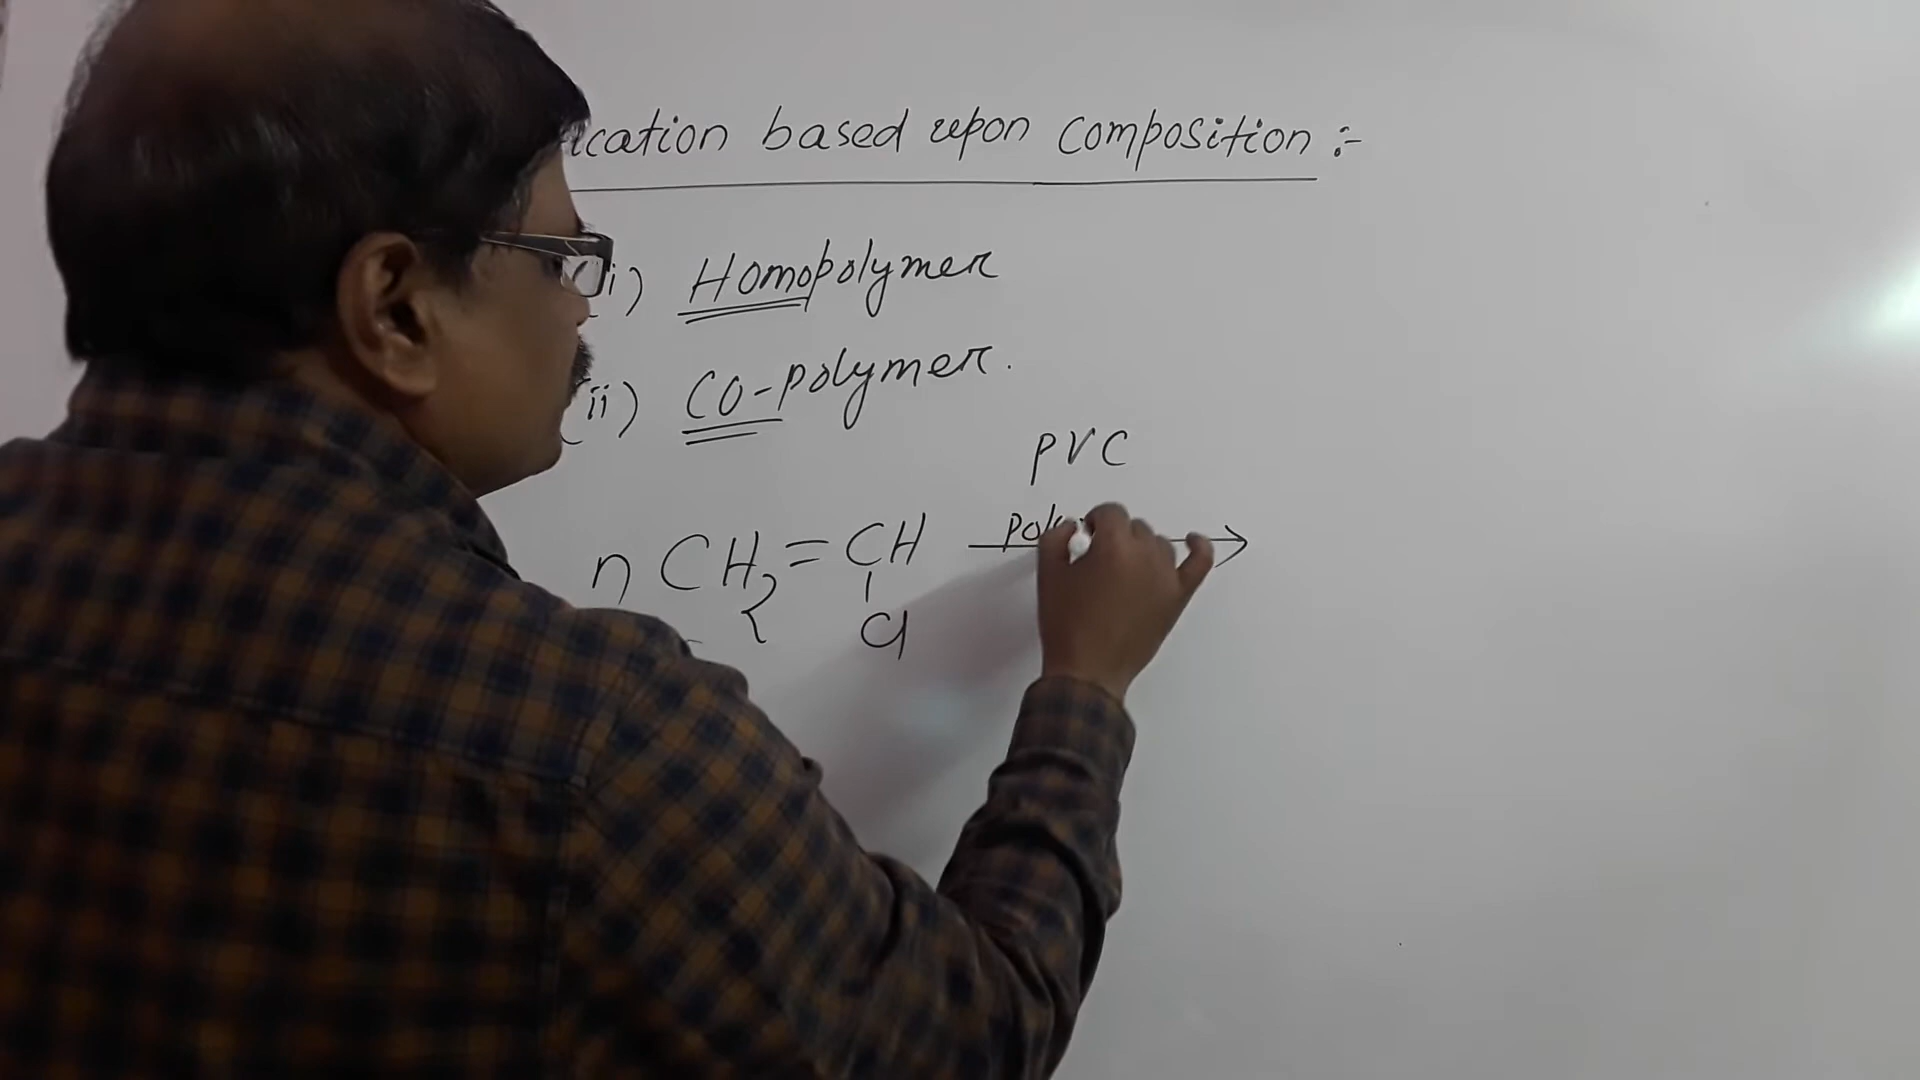 ication based upon composition :-
(i) Homopolymer
(ii) Co-polymer.
PVC
n CH2 = CH
Cl